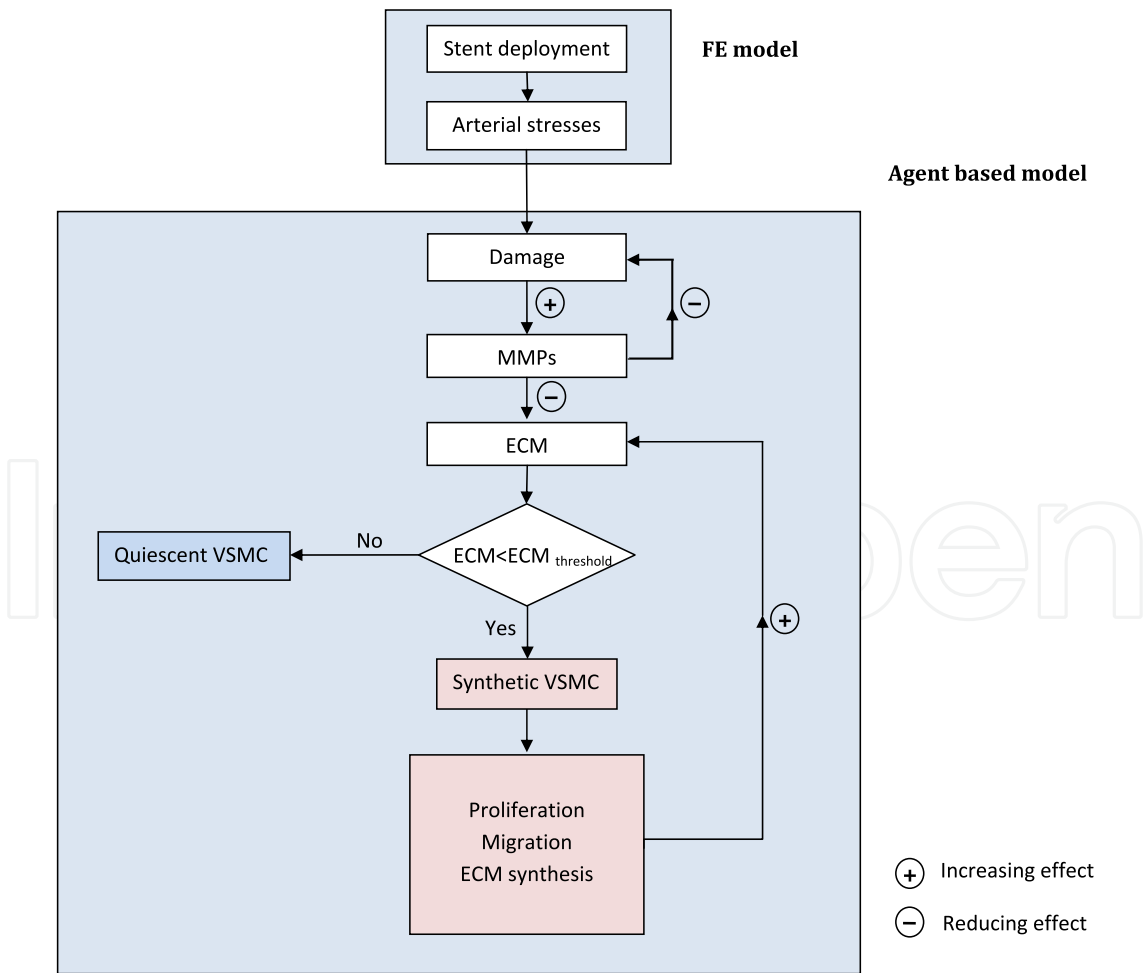 Stent deployment
FE model
Arterial stresses
Agent based model
Damage
+
−
MMPs
−
ECM
No
Quiescent VSMC
ECM<ECM threshold
+
Yes
Synthetic VSMC
Proliferation
Migration
ECM synthesis
+ Increasing effect
− Reducing effect